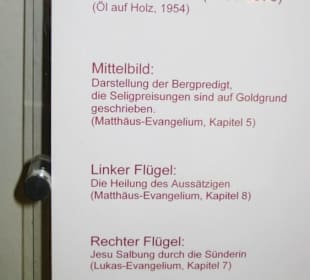 (Öl auf Holz, 1954)
Mittelbild:
Darstellung der Bergpredigt,
die Seligpreisungen sind auf Goldgrund
geschrieben.
(Matthäus-Evangelium, Kapitel 5)
Linker Flügel:
Die Heilung des Aussätzigen
(Matthäus-Evangelium, Kapitel 8)
Rechter Flügel:
Jesu Salbung durch die Sünderin
(Lukas-Evangelium, Kapitel 7)